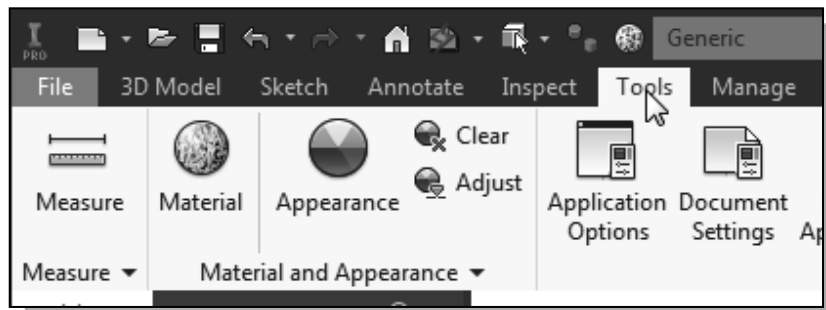 I
PRO
Generic
File 3D Model Sketch Annotate Inspect Tools Manage
Clear
Adjust
Measure Material Appearance
Application Options
Document Settings
Measure Material and Appearance